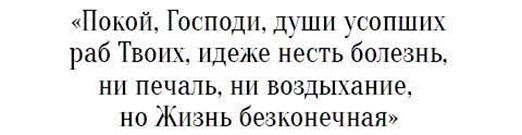 «Покой, Господи, души усопших
раб Твоих, идеже несть болезнь,
ни печаль, ни воздыхание,
но Жизнь безконечная»